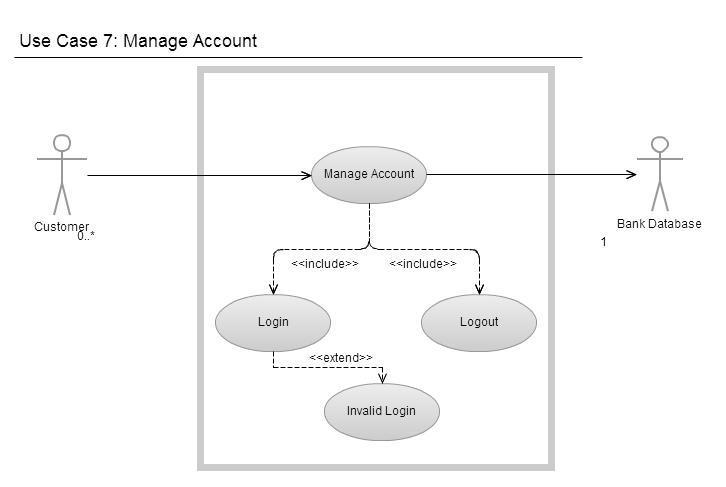 Use Case 7: Manage Account
Manage Account
Customer
0..*
Bank Database
1
<<include>> <<include>>
Login
Logout
<<extend>>
Invalid Login